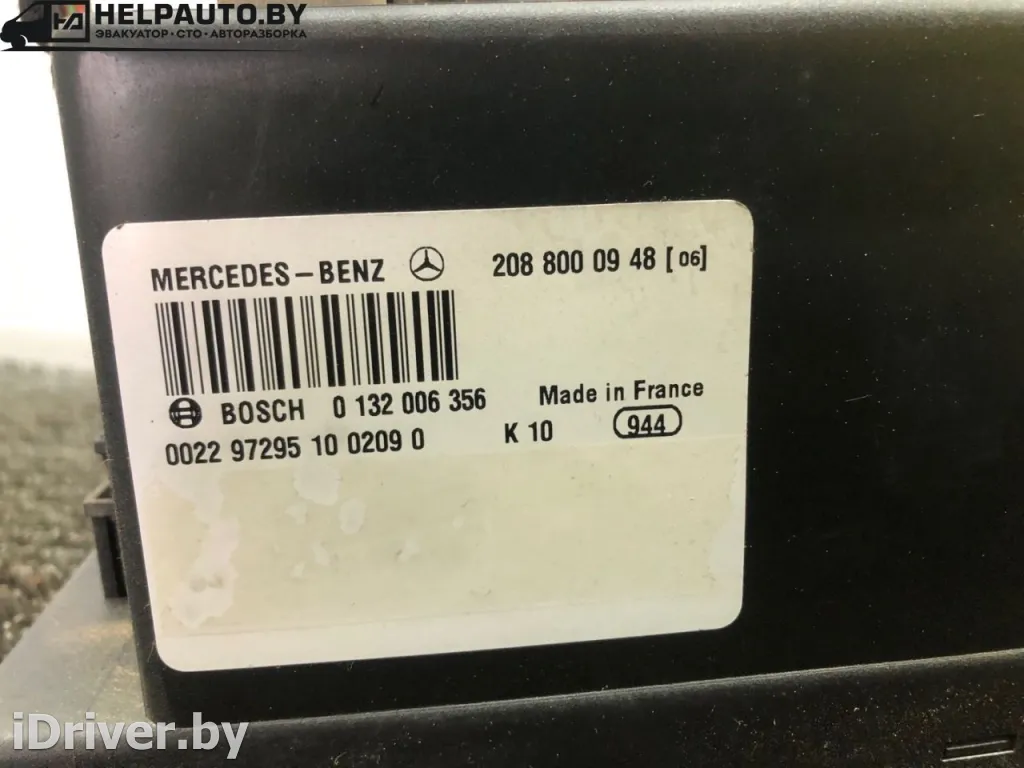 HELPAUTO.BY
ЭВАКУАТОР•СТО•АВТОРАЗБОРКА
MERCEDES-BENZ 208 800 09 48 [06]
BOSCH 0 132 006 356 Made in France
0022 97295 10 0209 0 K 10 944
iDriver.by